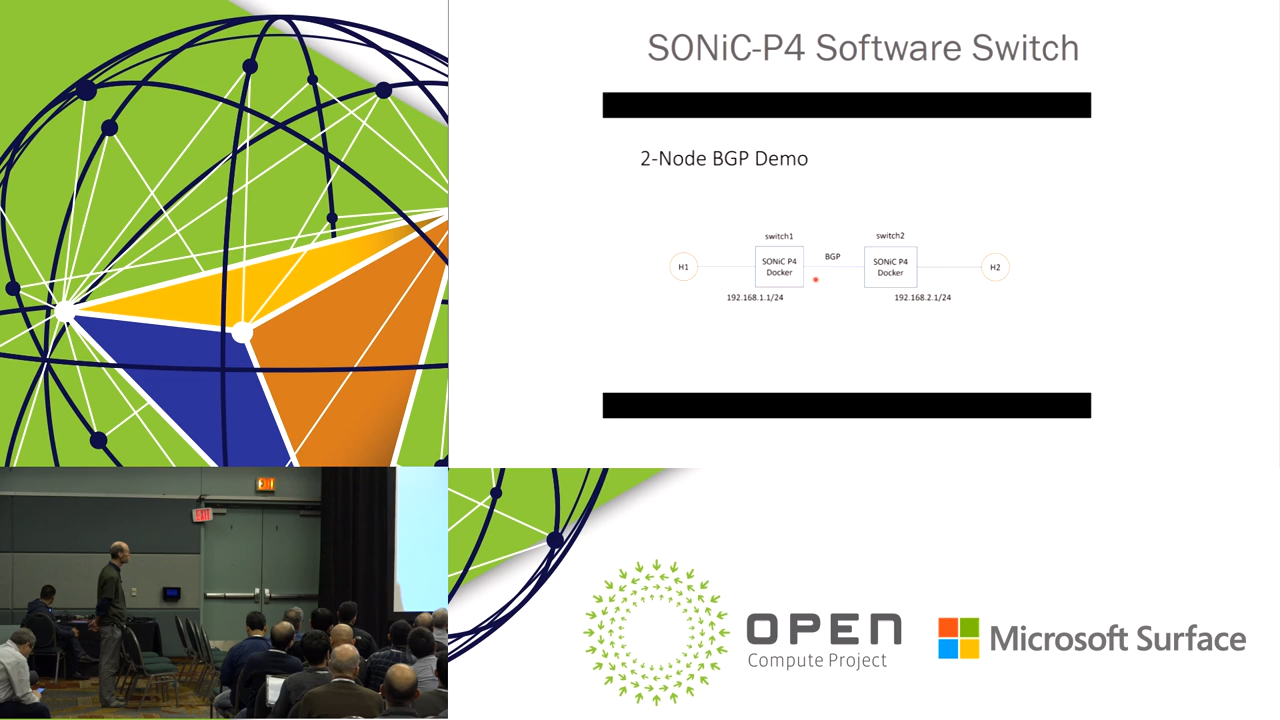 SONiC-P4 Software Switch
2-Node BGP Demo
switch1
switch2
H1
SONiC P4
Docker
BGP
SONiC P4
Docker
H2
192.168.1.1/24
192.168.2.1/24
OPEN
Compute Project
Microsoft Surface